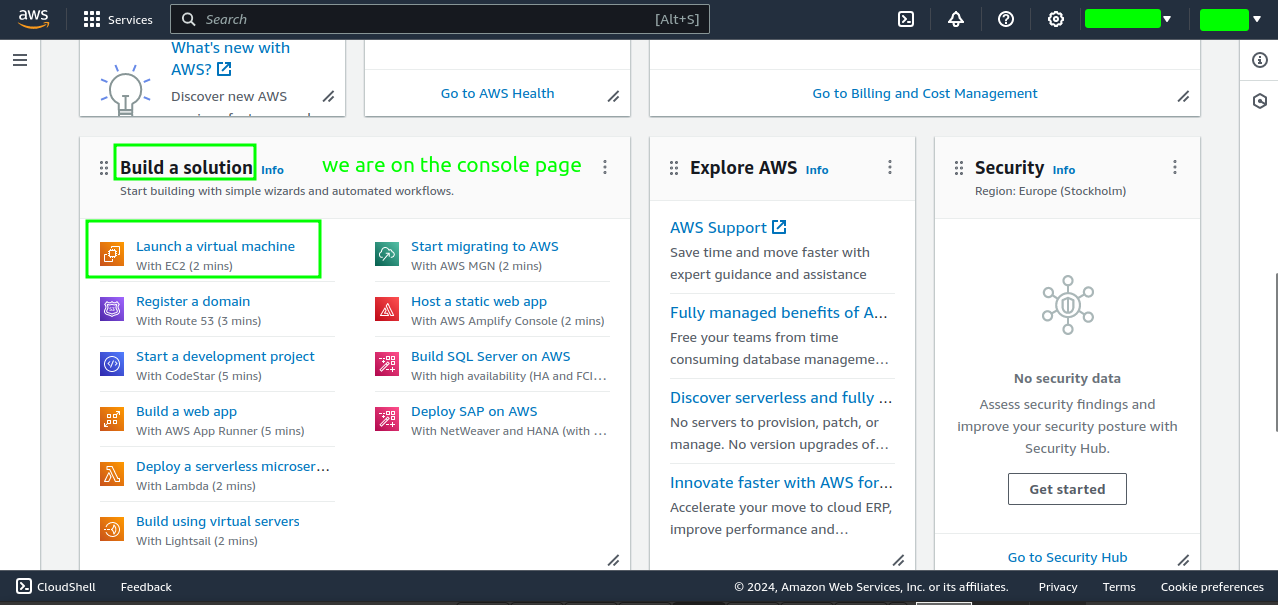 aws
Services
Search
[Alt+S]
What's new with
AWS?
Discover new AWS
Go to AWS Health
Go to Billing and Cost Management
Build a solution Info
we are on the console page
Start building with simple wizards and automated workflows.
Launch a virtual machine
With EC2 (2 mins)
Register a domain
With Route 53 (3 mins)
Start a development project
With CodeStar (5 mins)
Build a web app
With AWS App Runner (5 mins)
Deploy a serverless microser...
With Lambda (2 mins)
Build using virtual servers
With Lightsail (2 mins)
Start migrating to AWS
With AWS MGN (2 mins)
Host a static web app
With AWS Amplify Console (2 mins)
Build SQL Server on AWS
With high availability (HA and FCI...
Deploy SAP on AWS
With NetWeaver and HANA (with ...
Explore AWS Info
AWS Support
Save time and move faster with
expert guidance and assistance
Fully managed benefits of A...
Free your teams from time
consuming database manageme...
Discover serverless and fully ...
No servers to provision, patch, or
manage. No version upgrades of...
Innovate faster with AWS for...
Accelerate your move to cloud ERP,
improve performance and...
Security Info
Region: Europe (Stockholm)
No security data
Assess security findings and
improve your security posture with
Security Hub.
Get started
Go to Security Hub
CloudShell
Feedback
© 2024, Amazon Web Services, Inc. or its affiliates.
Privacy
Terms
Cookie preferences